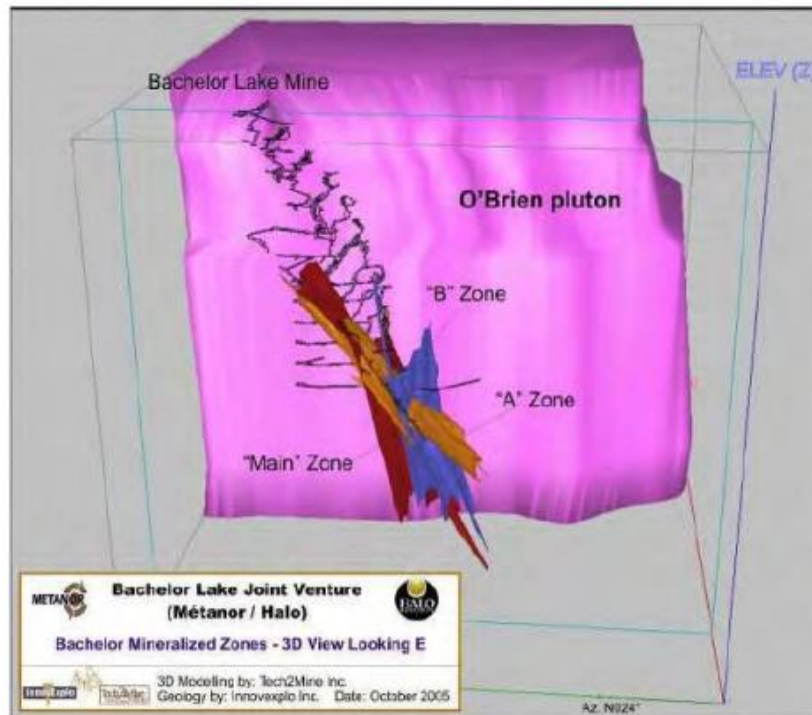 ELEV (Z)
Bachelor Lake Mine
O'Brien pluton
"B" Zone
"A" Zone
"Main" Zone
METANOR
Bachelor Lake Joint Venture
(Métanor / Halo)
HALO
Bachelor Mineralized Zones - 3D View Looking E
InnovExplo
Tech2Mine
3D Modelling by: Tech2Mine Inc.
Geology by: Innovexplo Inc. Date: October 2005
Az. N024°